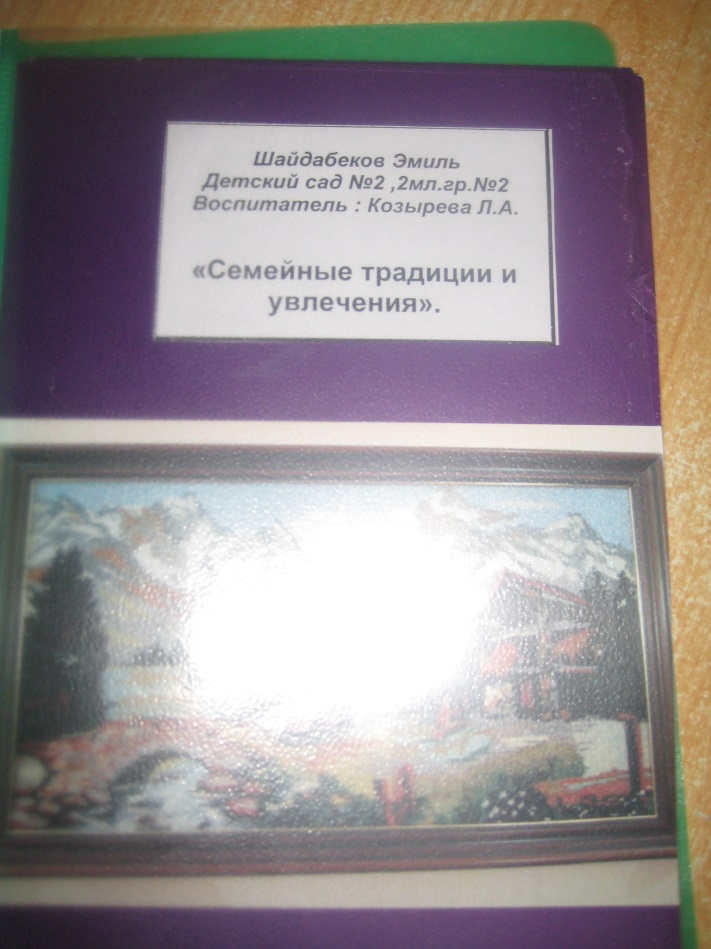 Шайдабеков Эмиль
Детский сад №2 ,2мл.гр.№2
Воспитатель : Козырева Л.А.
«Семейные традиции и
увлечения».